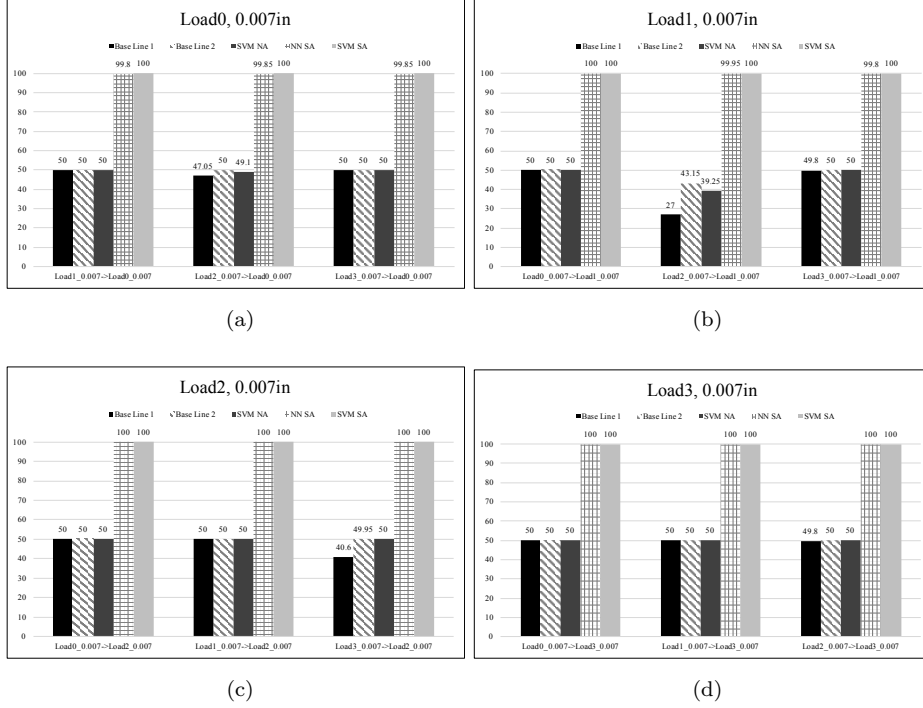 Load0, 0.007in
Base Line 1 Base Line 2 SVM NA NN SA SVM SA
99.8 100 99.85 100 99.85 100
100
90
80
70
60
50 50 50 47.05 50 49.1 50 50 50
50
40
30
20
10
0
Load1_0.007->Load0_0.007 Load2_0.007->Load0_0.007 Load3_0.007->Load0_0.007
(a)
Load1, 0.007in
Base Line 1 Base Line 2 SVM NA NN SA SVM SA
100 100 99.95 100 99.8 100
100
90
80
70
60
50 50 50 27 43.15 39.25 49.8 50 50
50
40
30
20
10
0
Load0_0.007->Load1_0.007 Load2_0.007->Load1_0.007 Load3_0.007->Load1_0.007
(b)
Load2, 0.007in
Base Line 1 Base Line 2 SVM NA NN SA SVM SA
100 100 100 100 100 100
100
90
80
70
60
50 50 50 50 50 50 40.6 49.95 50
50
40
30
20
10
0
Load0_0.007->Load2_0.007 Load1_0.007->Load2_0.007 Load3_0.007->Load2_0.007
(c)
Load3, 0.007in
Base Line 1 Base Line 2 SVM NA NN SA SVM SA
100 100 100 100 100 100
100
90
80
70
60
50 50 50 50 50 50 49.8 50 50
50
40
30
20
10
0
Load0_0.007->Load3_0.007 Load1_0.007->Load3_0.007 Load2_0.007->Load3_0.007
(d)